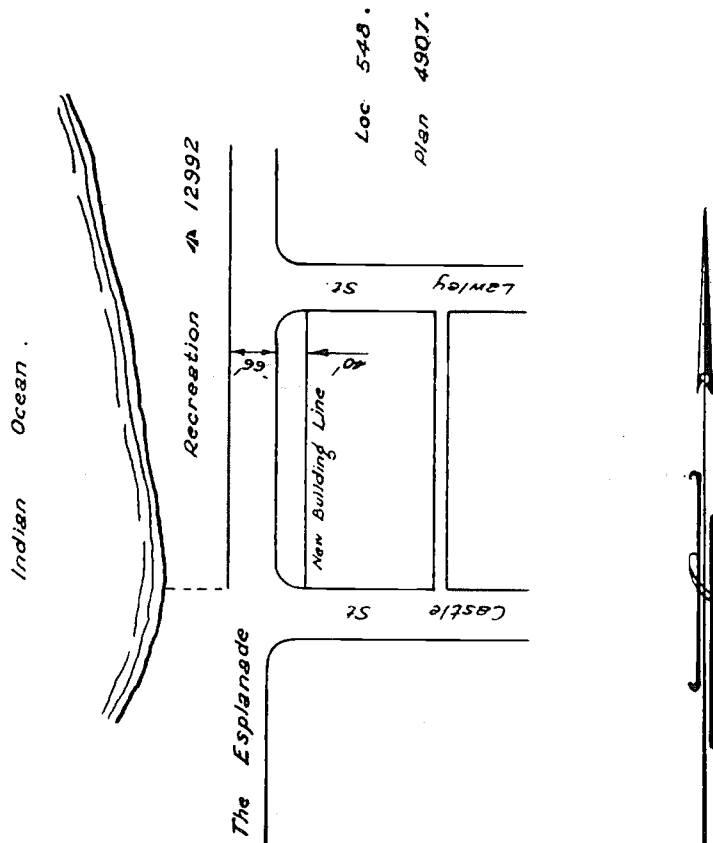 Indian Ocean.
Recreation 12992
The Esplanade
66'
40'
New Building Line
Castle St
Lawley St.
Loc 548.
Plan 4907.